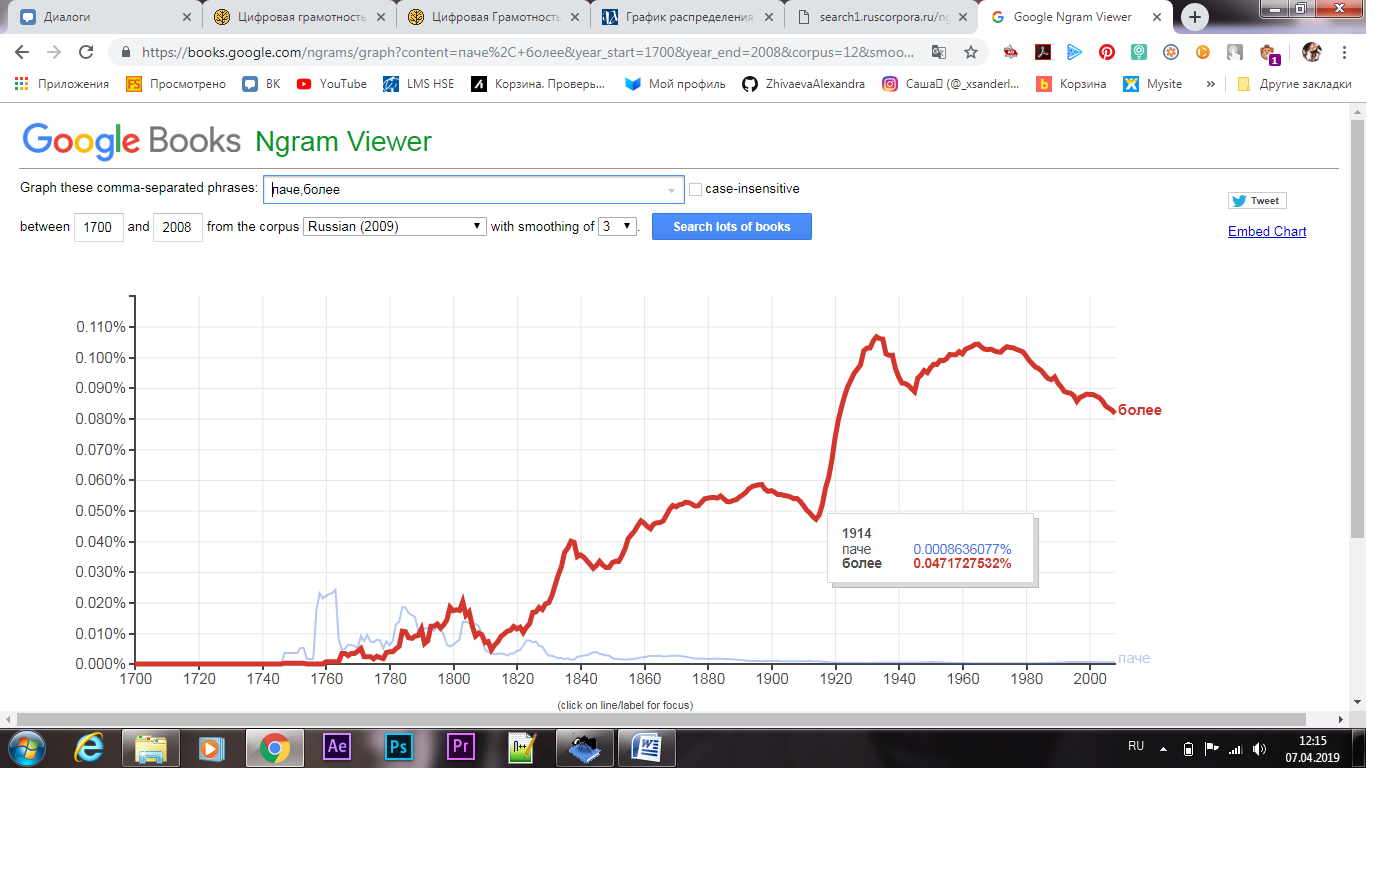 Диалоги
Цифровая грамотность
Цифровая Грамотность
График распределения
search1.ruscorpora.ru/ng
Google Ngram Viewer
https://books.google.com/ngrams/graph?content=паче%2C+более&year_start=1700&year_end=2008&corpus=12&smoo...
1
Приложения
FS Просмотрено
ВК
YouTube
LMS HSE
Корзина. Проверь...
Мой профиль
ZhivaevaAlexandra
Саша (@_xsanderl...
b Корзина
Mysite
»
Другие закладки
Google Books Ngram Viewer
Graph these comma-separated phrases: паче,более case-insensitive
between 1700 and 2008 from the corpus Russian (2009) with smoothing of 3. Search lots of books
Tweet
Embed Chart
0.110%
0.100%
0.090%
0.080%
0.070%
0.060%
0.050%
0.040%
0.030%
0.020%
0.010%
0.000%
более
1914
паче 0.0008636077%
более 0.0471727532%
паче
1700 1720 1740 1760 1780 1800 1820 1840 1860 1880 1900 1920 1940 1960 1980 2000
(click on line/label for focus)
Ae
Ps
Pr
W
RU
12:15
07.04.2019